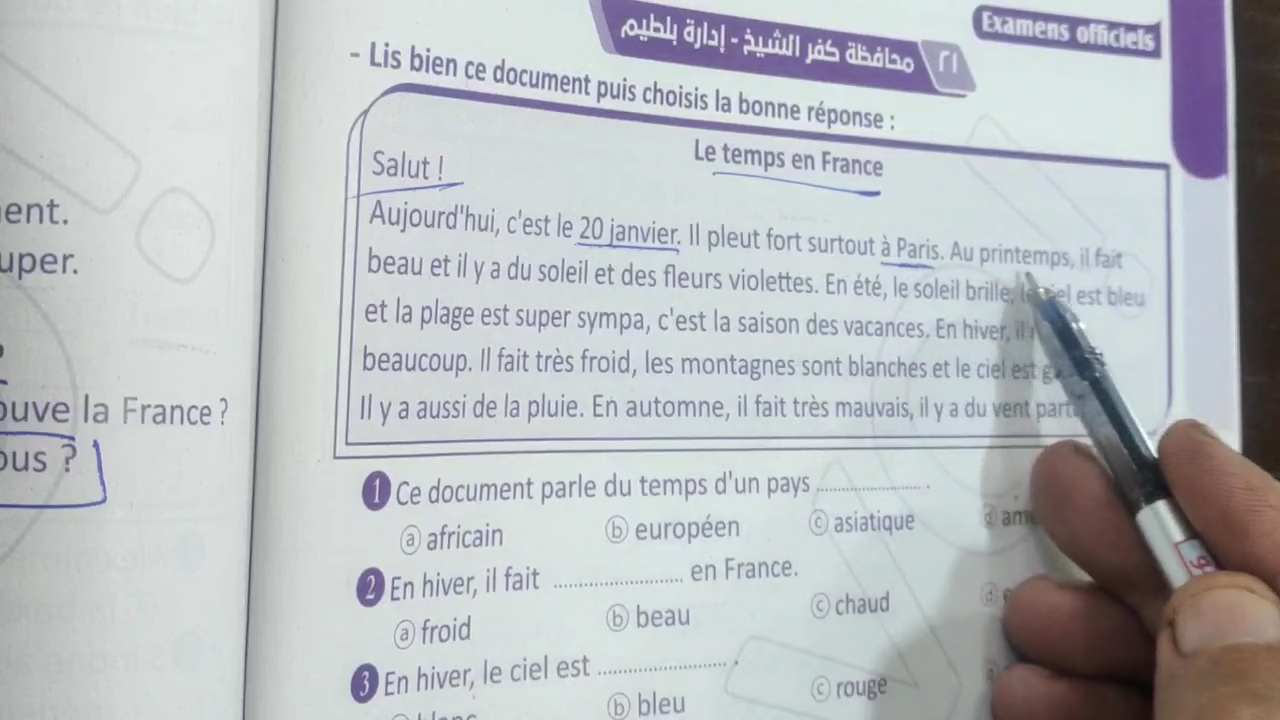 Examens officiels
٢١ محافظة كفر الشيخ - إدارة بلطيم
- Lis bien ce document puis choisis la bonne réponse :
Le temps en France
Salut !
Aujourd'hui, c'est le 20 janvier. Il pleut fort surtout à Paris. Au printemps, il fait
beau et il y a du soleil et des fleurs violettes. En été, le soleil brille, ciel est bleu
et la plage est super sympa, c'est la saison des vacances. En hiver, il
beaucoup. Il fait très froid, les montagnes sont blanches et le ciel est
Il y a aussi de la pluie. En automne, il fait très mauvais, il y a du vent
1 Ce document parle du temps d'un pays .................... .
a africain b européen c asiatique d
2 En hiver, il fait ........................ en France.
a froid b beau c chaud d
3 En hiver, le ciel est ........................ .
b bleu c rouge
la France ?